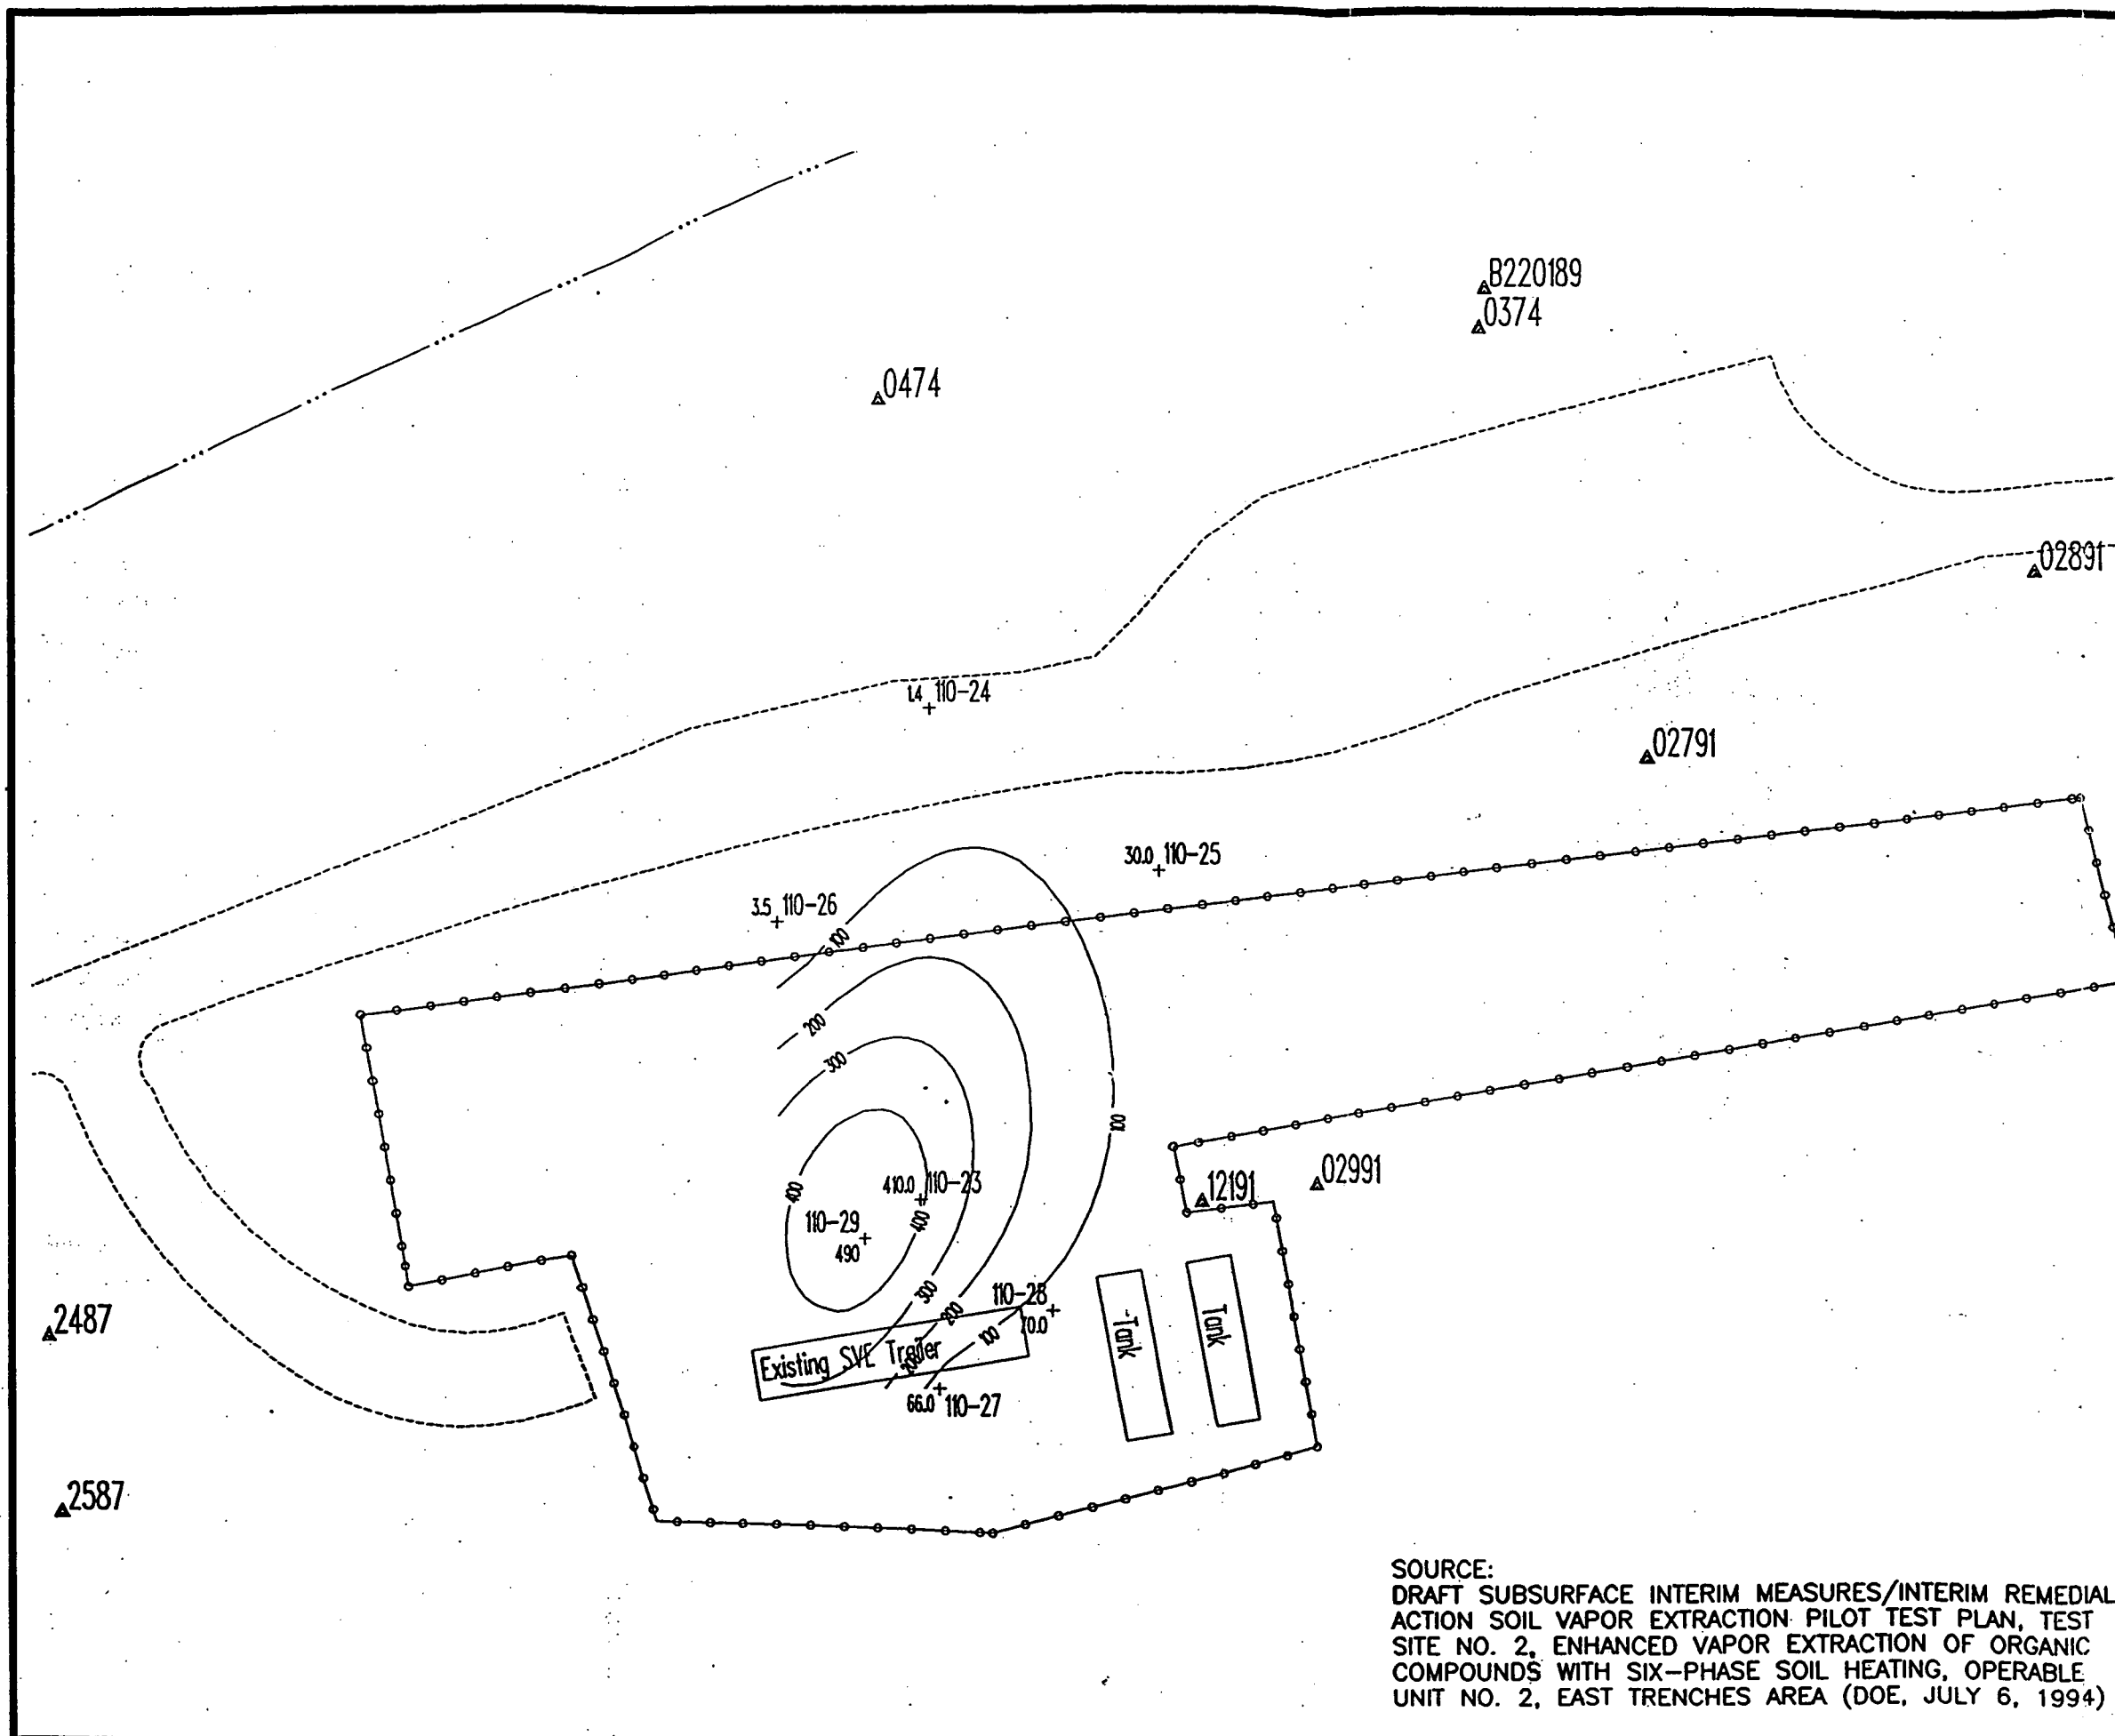 B220189
0374
0474
02891
1.4 110-24
02791
30.0 110-25
3.5 110-26
100
200
300
100
400
410.0 110-23
12191
02991
110-29
400
490
300
110-28
200
70.0
100
2487
Tank
Tank
Existing SVE Trailer
200
66.0 110-27
2587
SOURCE:
DRAFT SUBSURFACE INTERIM MEASURES/INTERIM REMEDIAL
ACTION SOIL VAPOR EXTRACTION PILOT TEST PLAN, TEST
SITE NO. 2, ENHANCED VAPOR EXTRACTION OF ORGANIC
COMPOUNDS WITH SIX-PHASE SOIL HEATING, OPERABLE
UNIT NO. 2, EAST TRENCHES AREA (DOE, JULY 6, 1994)